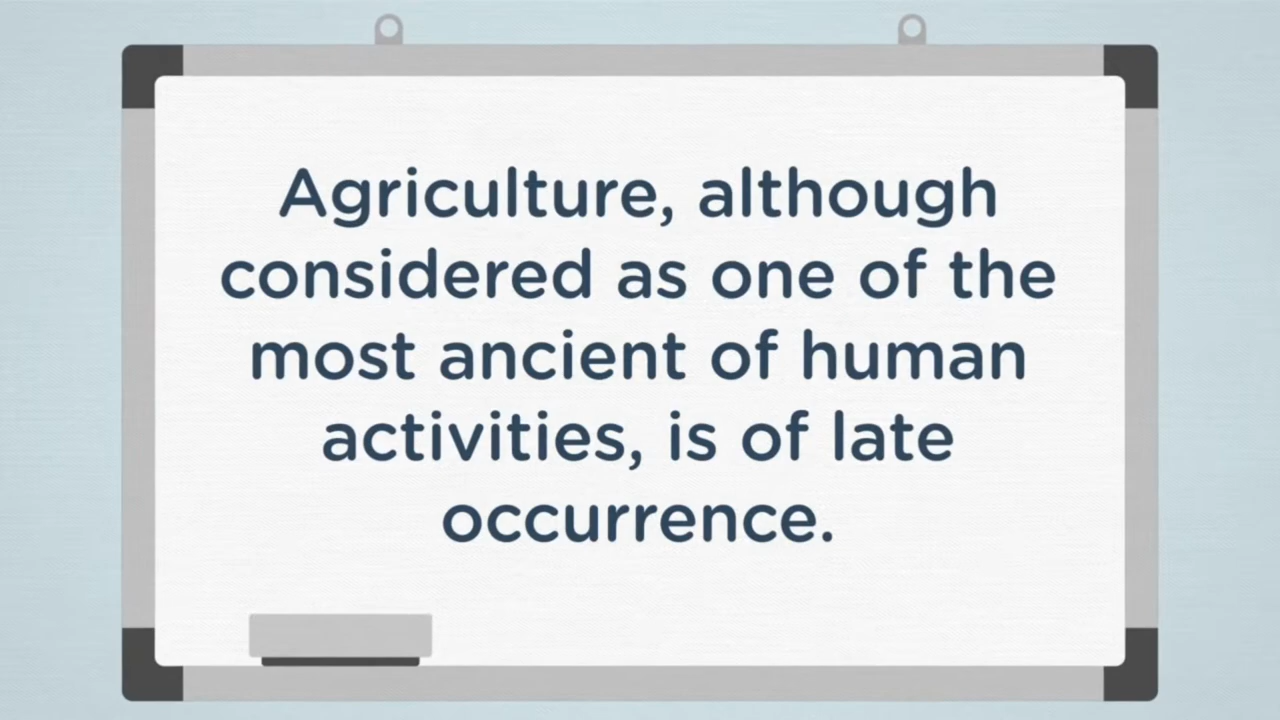 Agriculture, although
considered as one of the
most ancient of human
activities, is of late
occurrence.